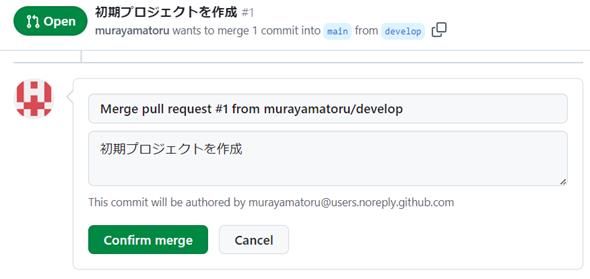 Open
初期プロジェクトを作成 #1
murayamatoru wants to merge 1 commit into main from develop
Merge pull request #1 from murayamatoru/develop
初期プロジェクトを作成
This commit will be authored by murayamatoru@users.noreply.github.com
Confirm merge Cancel